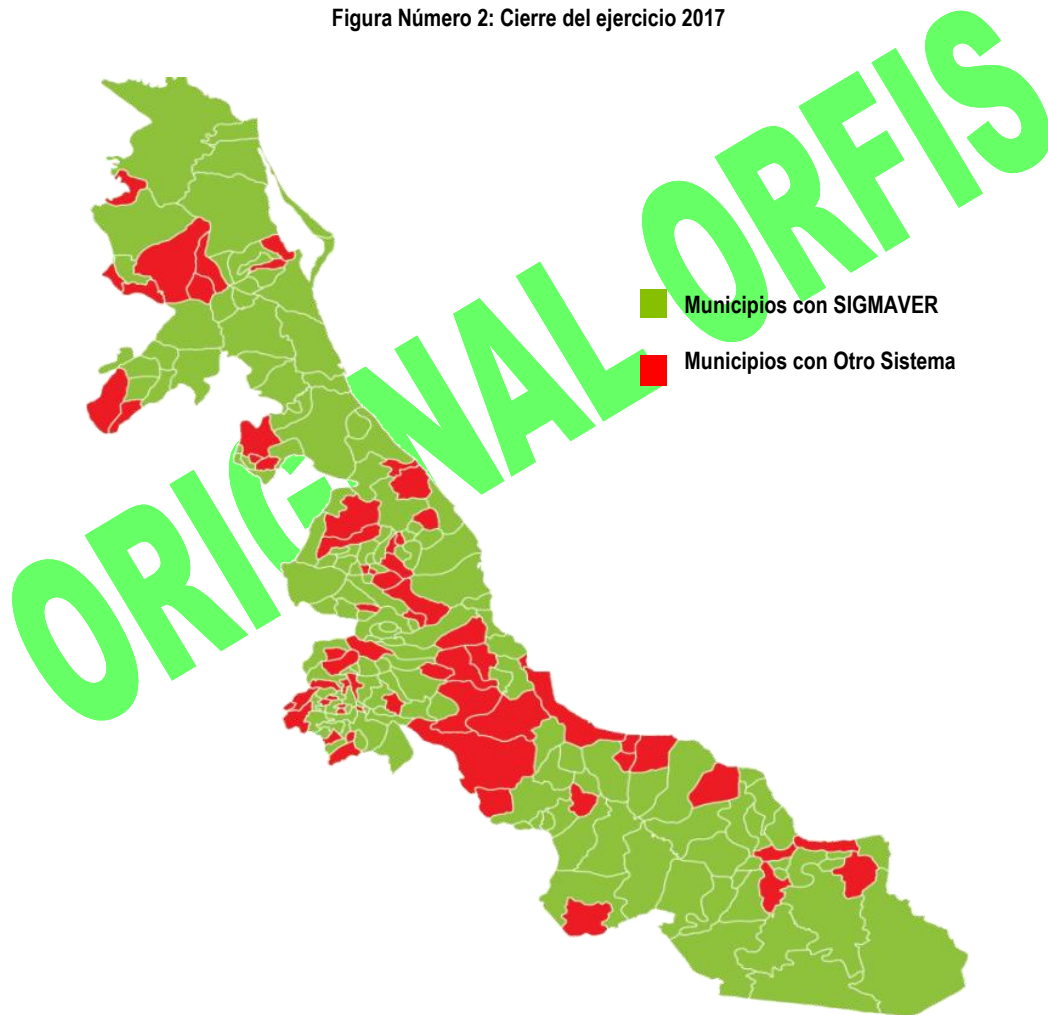 Figura Número 2: Cierre del ejercicio 2017
ORIGINAL ORFIS
Municipios con SIGMAVER
Municipios con Otro Sistema